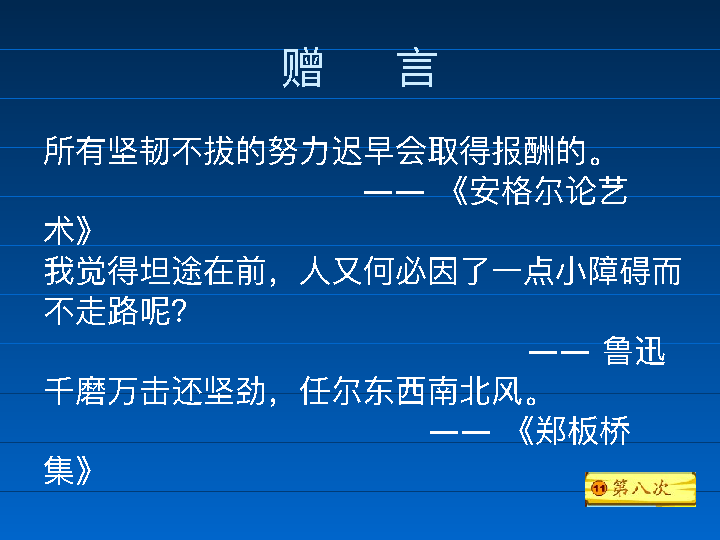 赠 言
所有坚韧不拔的努力迟早会取得报酬的。
—— 《安格尔论艺
术》
我觉得坦途在前，人又何必因了一点小障碍而
不走路呢？
—— 鲁迅
千磨万击还坚劲，任尔东西南北风。
—— 《郑板桥
集》
11 第八次